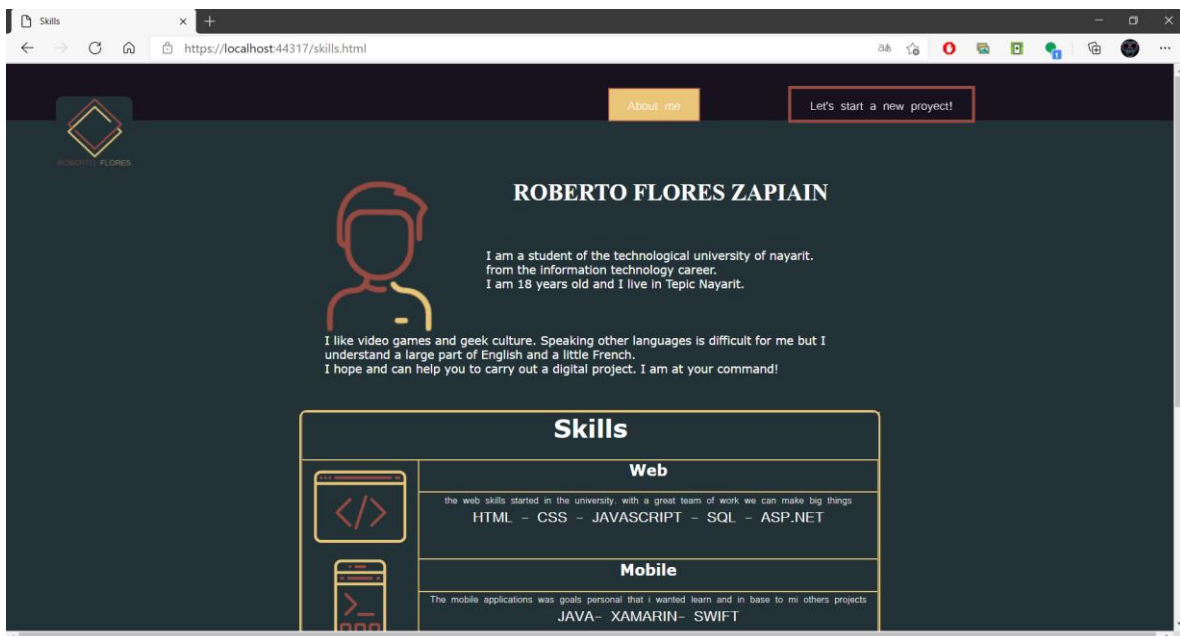 Skills
https://localhost:44317/skills.html
About me
Let's start a new proyect!
ROBERTO FLORES
ROBERTO FLORES ZAPIAIN
I am a student of the technological university of nayarit.
from the information technology career.
I am 18 years old and I live in Tepic Nayarit.
I like video games and geek culture. Speaking other languages is difficult for me but I
understand a large part of English and a little French.
I hope and can help you to carry out a digital project. I am at your command!
Skills
Web
the web skills started in the university, with a great team of work we can make big things
HTML - CSS - JAVASCRIPT - SQL - ASP.NET
Mobile
The mobile applications was goals personal that i wanted learn and in base to mi others projects
JAVA- XAMARIN- SWIFT